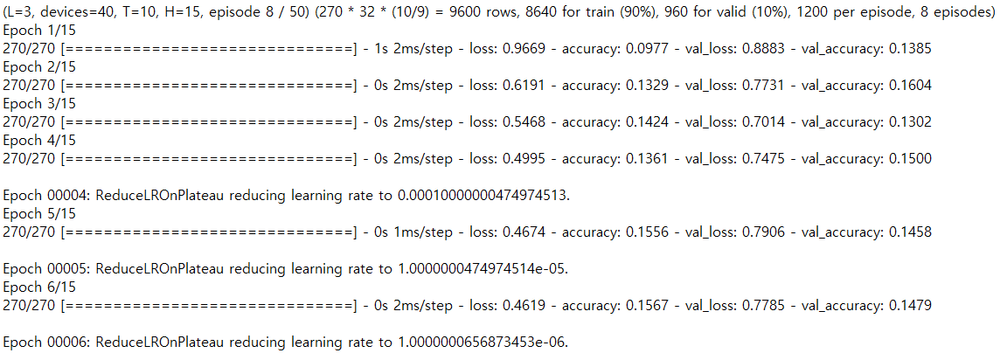 (L=3, devices=40, T=10, H=15, episode 8 / 50) (270 * 32 * (10/9) = 9600 rows, 8640 for train (90%), 960 for valid (10%), 1200 per episode, 8 episodes)
Epoch 1/15
270/270 [==============================] - 1s 2ms/step - loss: 0.9669 - accuracy: 0.0977 - val_loss: 0.8883 - val_accuracy: 0.1385
Epoch 2/15
270/270 [==============================] - 0s 2ms/step - loss: 0.6191 - accuracy: 0.1329 - val_loss: 0.7731 - val_accuracy: 0.1604
Epoch 3/15
270/270 [==============================] - 0s 2ms/step - loss: 0.5468 - accuracy: 0.1424 - val_loss: 0.7014 - val_accuracy: 0.1302
Epoch 4/15
270/270 [==============================] - 0s 2ms/step - loss: 0.4995 - accuracy: 0.1361 - val_loss: 0.7475 - val_accuracy: 0.1500
Epoch 00004: ReduceLROnPlateau reducing learning rate to 0.00010000000474974513.
Epoch 5/15
270/270 [==============================] - 0s 1ms/step - loss: 0.4674 - accuracy: 0.1556 - val_loss: 0.7906 - val_accuracy: 0.1458
Epoch 00005: ReduceLROnPlateau reducing learning rate to 1.0000000474974514e-05.
Epoch 6/15
270/270 [==============================] - 0s 2ms/step - loss: 0.4619 - accuracy: 0.1567 - val_loss: 0.7785 - val_accuracy: 0.1479
Epoch 00006: ReduceLROnPlateau reducing learning rate to 1.0000000656873453e-06.